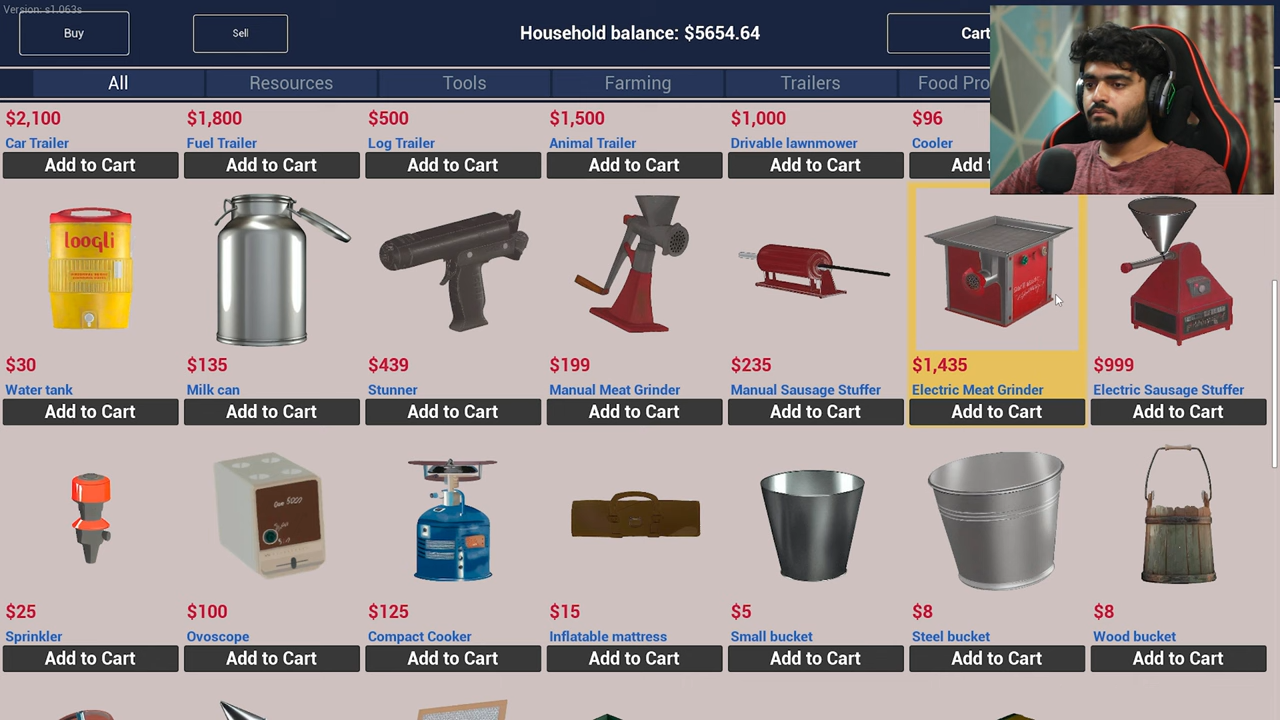 Version: s1.063s
Buy
Sell
Household balance: $5654.64
Cart
All
Resources
Tools
Farming
Trailers
Food Pro
$2,100
$1,800
$500
$1,500
$1,000
$96
Car Trailer
Fuel Trailer
Log Trailer
Animal Trailer
Drivable lawnmower
Cooler
Add to Cart
Add to Cart
Add to Cart
Add to Cart
Add to Cart
Add t
loogli
$30
$135
$439
$199
$235
$1,435
$999
Water tank
Milk can
Stunner
Manual Meat Grinder
Manual Sausage Stuffer
Electric Meat Grinder
Electric Sausage Stuffer
Add to Cart
Add to Cart
Add to Cart
Add to Cart
Add to Cart
Add to Cart
Add to Cart
$25
$100
$125
$15
$5
$8
$8
Sprinkler
Ovoscope
Compact Cooker
Inflatable mattress
Small bucket
Steel bucket
Wood bucket
Add to Cart
Add to Cart
Add to Cart
Add to Cart
Add to Cart
Add to Cart
Add to Cart